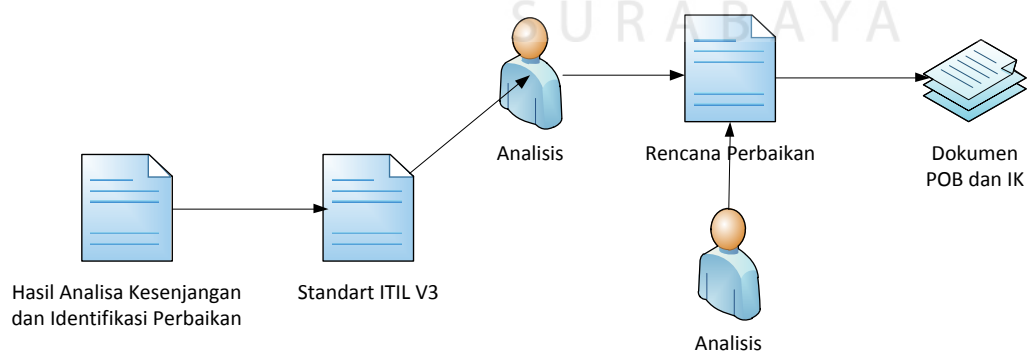 SURABAYA
Analisis
Rencana Perbaikan
Dokumen
POB dan IK
Hasil Analisa Kesenjangan
dan Identifikasi Perbaikan
Standart ITIL V3
Analisis